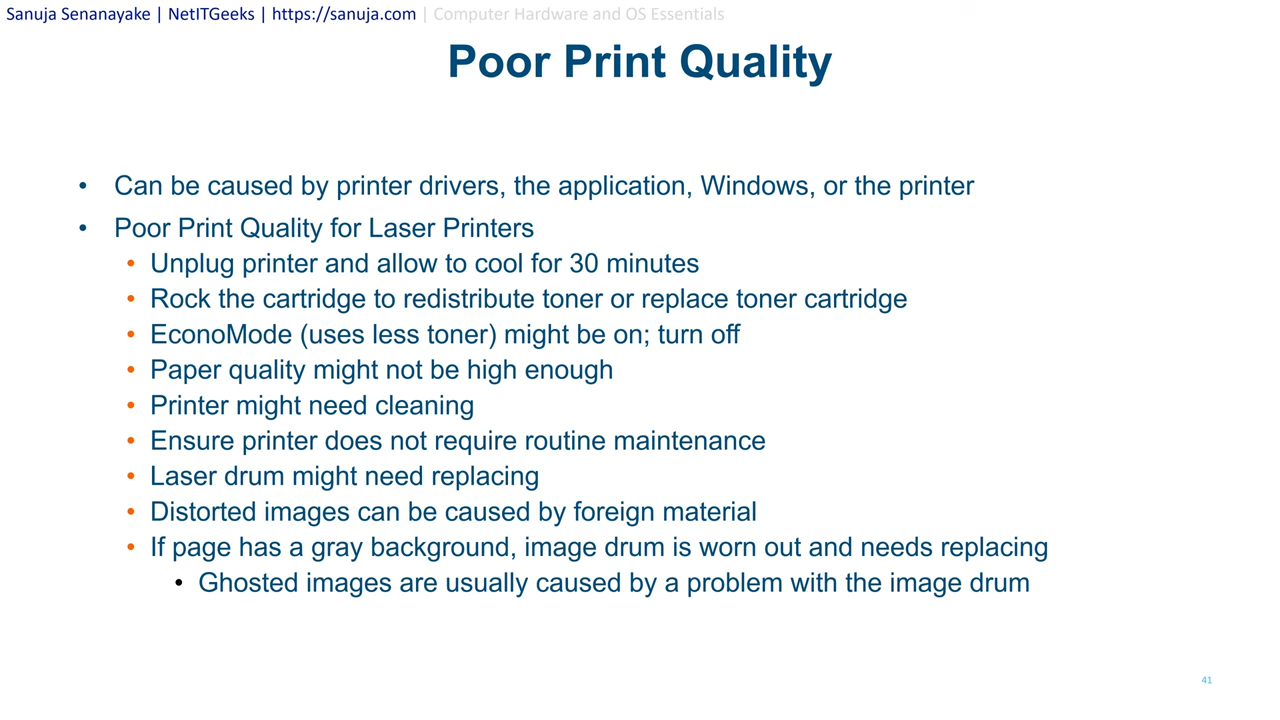 Sanuja Senanayake | NetITGeeks | https://sanuja.com | Computer Hardware and OS Essentials
Poor Print Quality
• Can be caused by printer drivers, the application, Windows, or the printer
• Poor Print Quality for Laser Printers
• Unplug printer and allow to cool for 30 minutes
• Rock the cartridge to redistribute toner or replace toner cartridge
• EconoMode (uses less toner) might be on; turn off
• Paper quality might not be high enough
• Printer might need cleaning
• Ensure printer does not require routine maintenance
• Laser drum might need replacing
• Distorted images can be caused by foreign material
• If page has a gray background, image drum is worn out and needs replacing
• Ghosted images are usually caused by a problem with the image drum
41